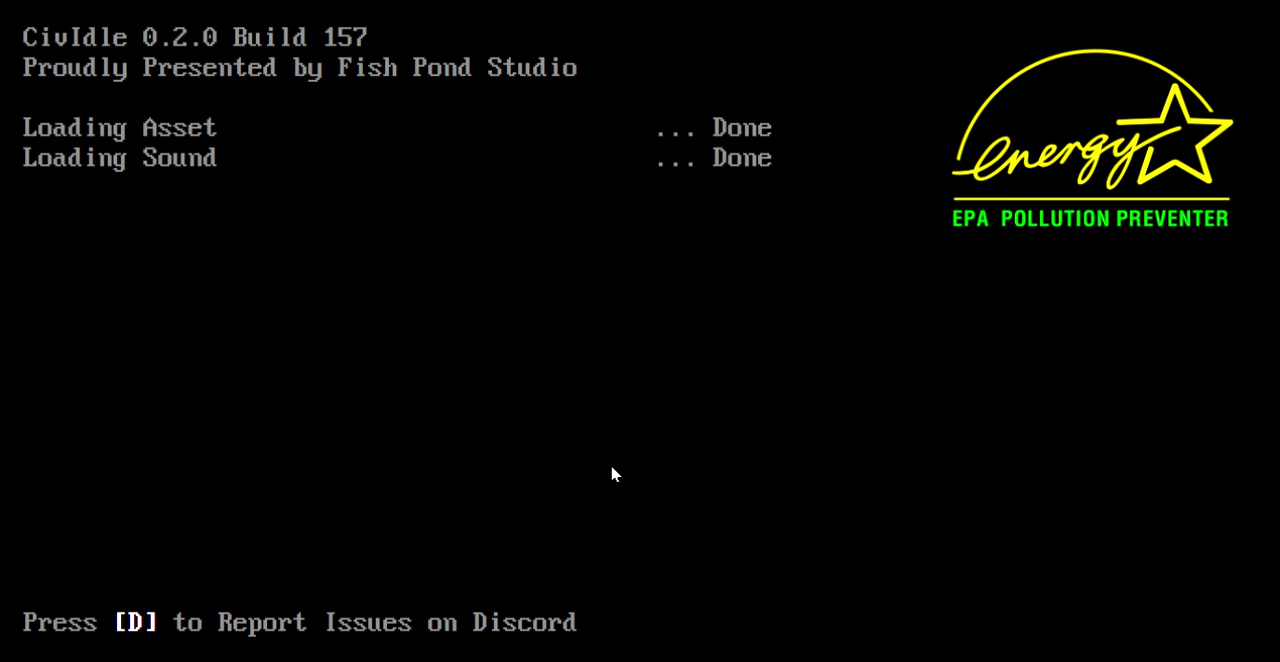 CivIdle 0.2.0 Build 157
Proudly Presented by Fish Pond Studio
Loading Asset ... Done
Loading Sound ... Done
energy
EPA POLLUTION PREVENTER
Press [D] to Report Issues on Discord